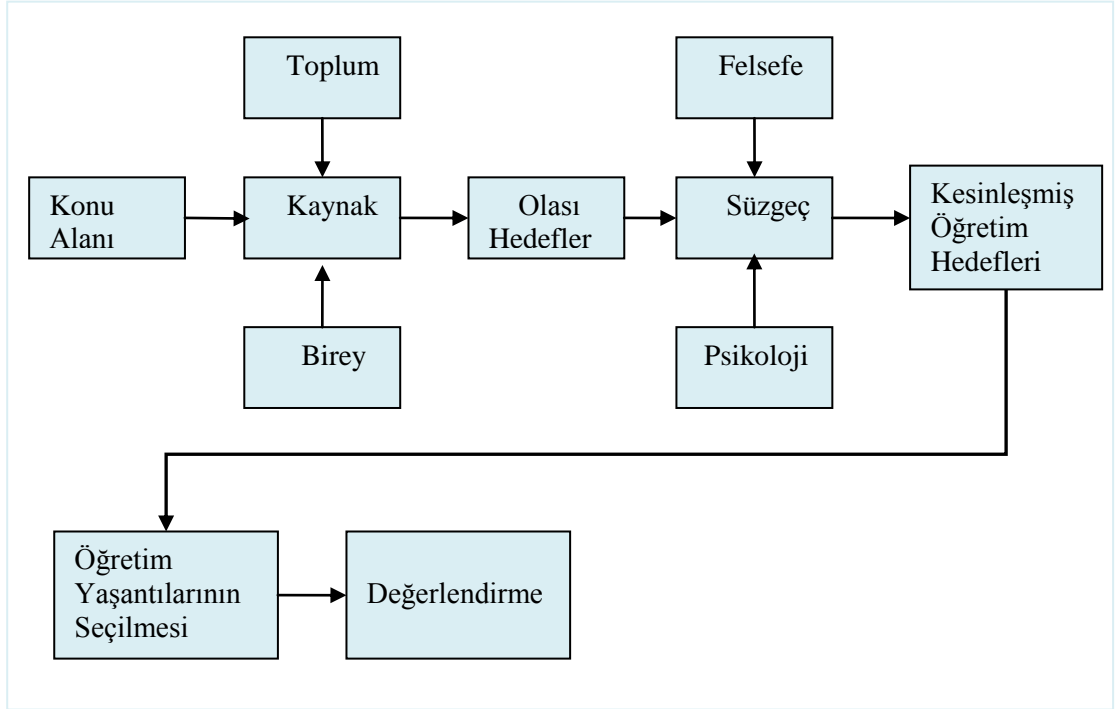 Toplum
Felsefe
Konu
Alanı
Kaynak
Olası
Hedefler
Süzgeç
Kesinleşmiş
Öğretim
Hedefleri
Birey
Psikoloji
Öğretim
Yaşantılarının
Seçilmesi
Değerlendirme